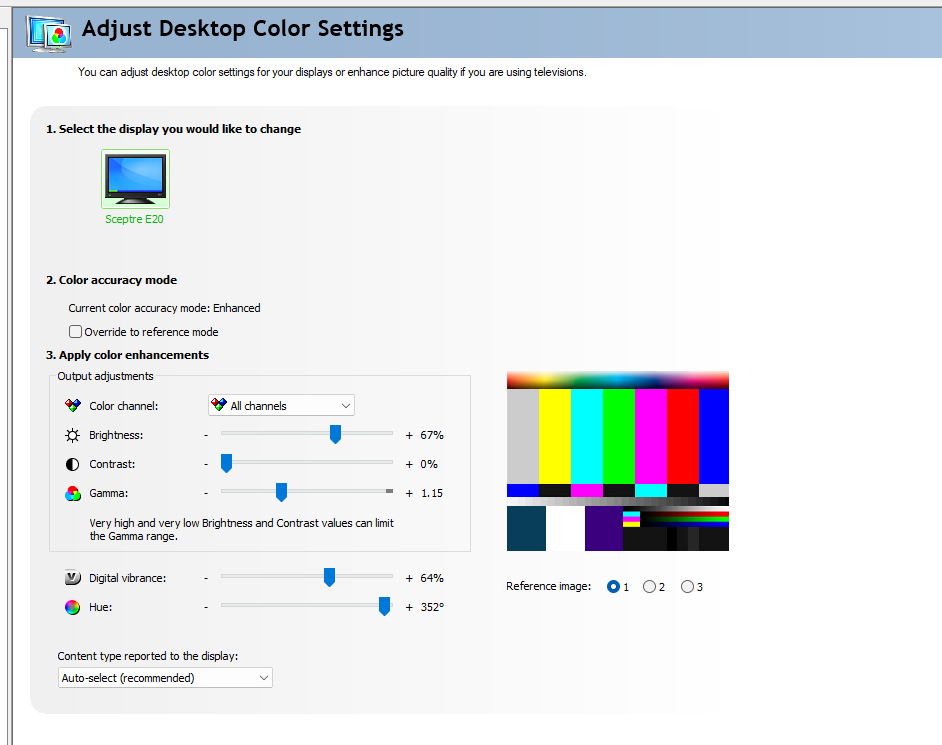 Adjust Desktop Color Settings
You can adjust desktop color settings for your displays or enhance picture quality if you are using televisions.
1. Select the display you would like to change
Sceptre E20
2. Color accuracy mode
Current color accuracy mode: Enhanced
Override to reference mode
3. Apply color enhancements
Output adjustments
Color channel: All channels
Brightness: - + 67%
Contrast: - + 0%
Gamma: - + 1.15
Very high and very low Brightness and Contrast values can limit
the Gamma range.
Digital vibrance: - + 64%
Hue: - + 352°
Reference image: 1 2 3
Content type reported to the display:
Auto-select (recommended)